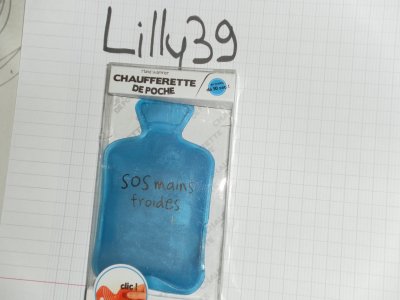 Lilly39
CHAUFFERETTE
DE POCHE
SOS mains
froides
clic !